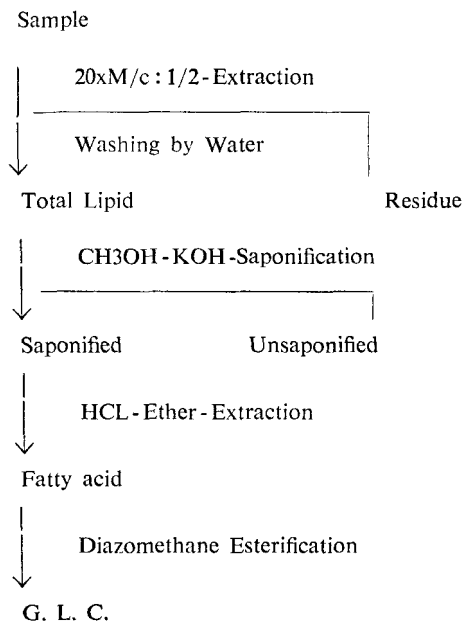 Sample
20xM/c : 1/2 - Extraction
Washing by Water
Total Lipid Residue
CH3OH - KOH - Saponification
Saponified Unsaponified
HCL - Ether - Extraction
Fatty acid
Diazomethane Esterification
G. L. C.